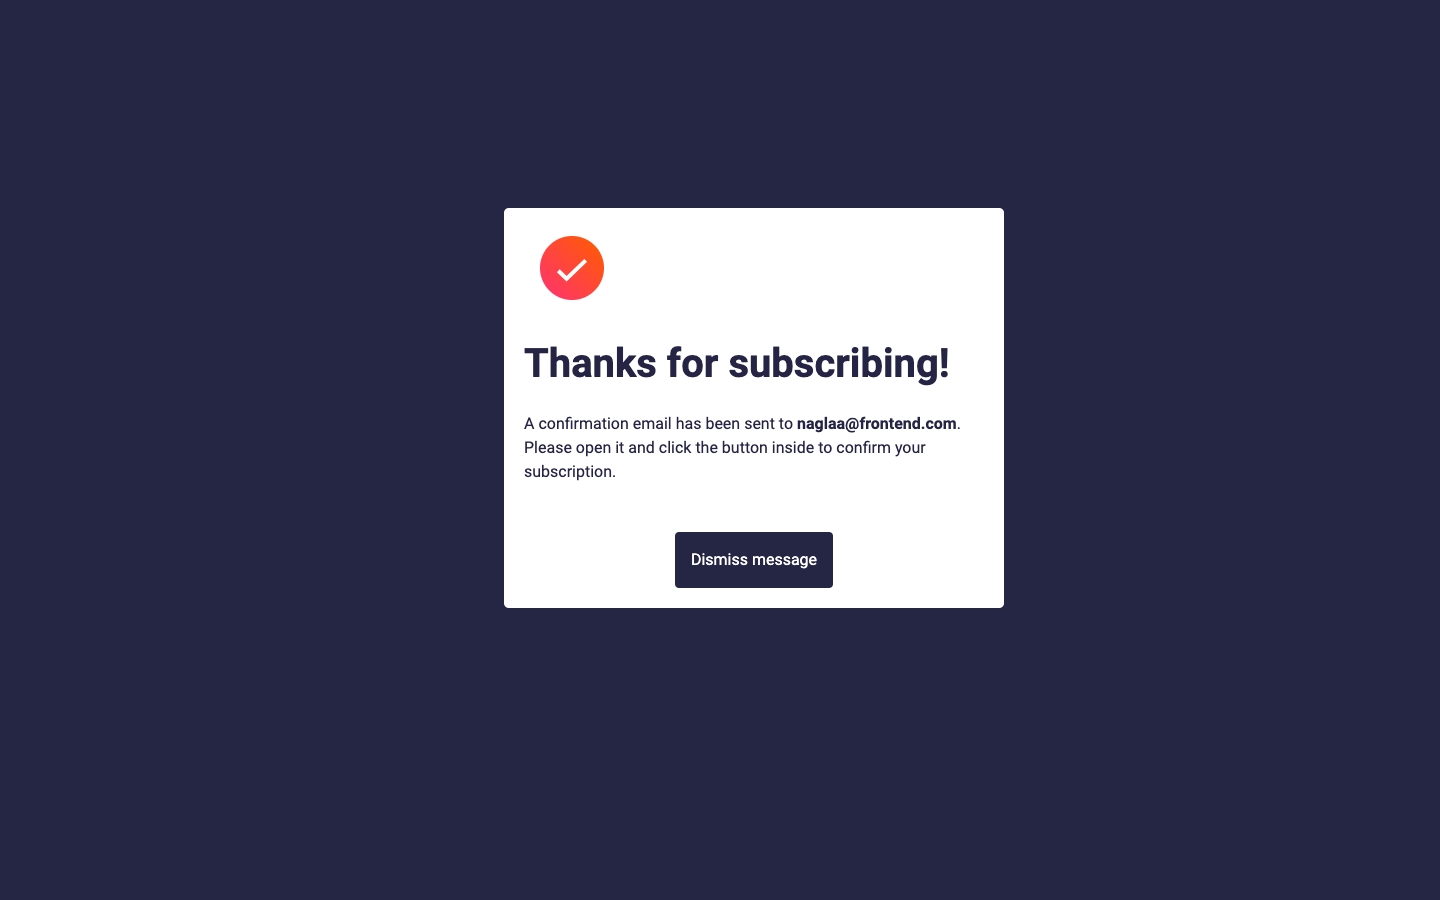 Thanks for subscribing!
A confirmation email has been sent to naglaa@frontend.com.
Please open it and click the button inside to confirm your
subscription.
Dismiss message